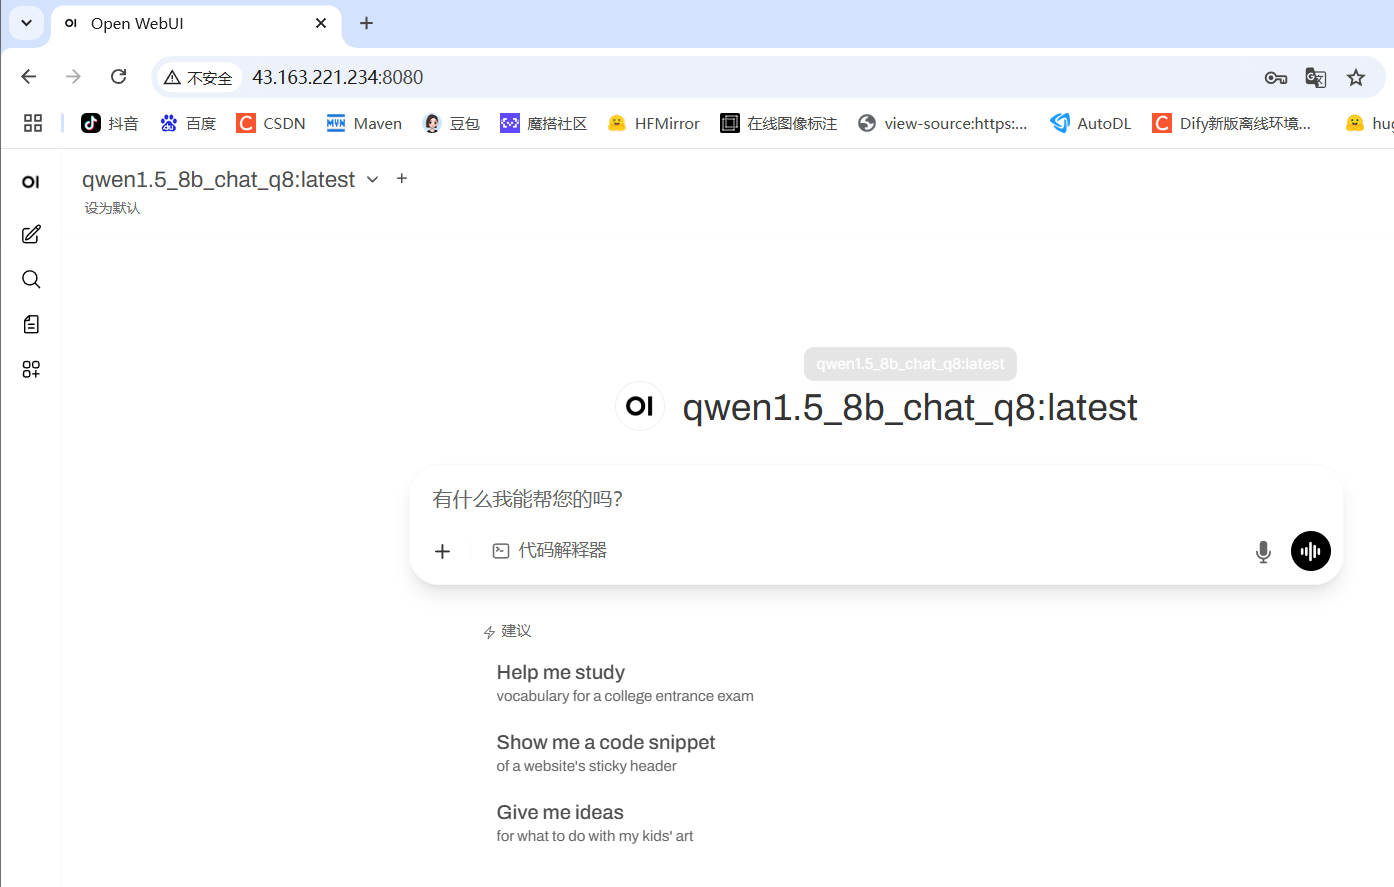 OI Open WebUI
不安全 43.163.221.234:8080
抖音 百度 CSDN MVN Maven 豆包 魔搭社区 HFMirror 在线图像标注 view-source:https:... AutoDL C Dify新版离线环境... hug
OI
qwen1.5_8b_chat_q8:latest
设为默认
qwen1.5_8b_chat_q8:latest
OI qwen1.5_8b_chat_q8:latest
有什么我能帮您的吗?
代码解释器
建议
Help me study
vocabulary for a college entrance exam
Show me a code snippet
of a website's sticky header
Give me ideas
for what to do with my kids' art